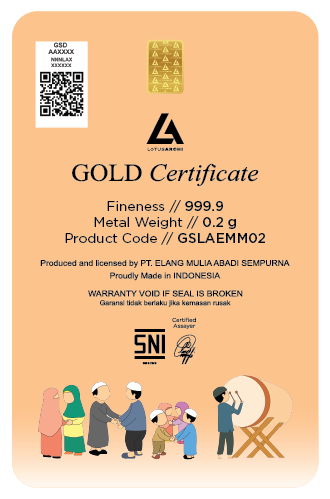 GSD
AAXXXX
NNNLAX
XXXXXX
LOTUSARCHI
GOLD Certificate
Fineness // 999.9
Metal Weight // 0.2 g
Product Code // GSLAEMM02
Produced and licensed by PT. ELANG MULIA ABADI SEMPURNA
Proudly Made in INDONESIA
WARRANTY VOID IF SEAL IS BROKEN
Garansi tidak berlaku jika kemasan rusak
Certified
Assayer
SNI